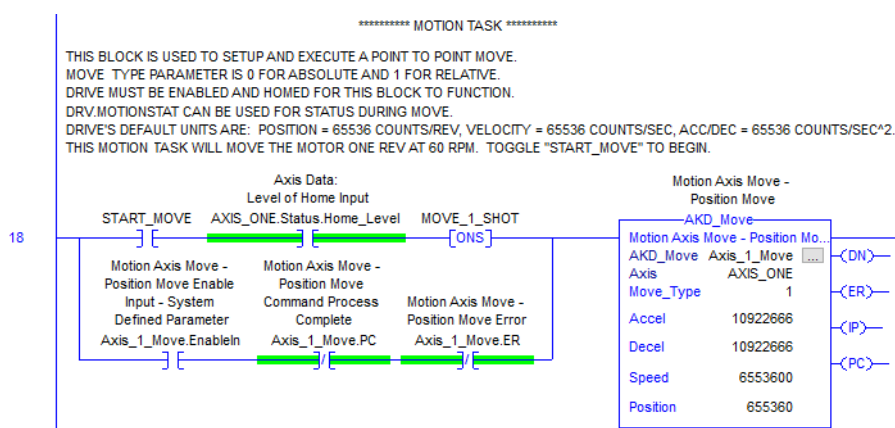 ********** MOTION TASK **********
THIS BLOCK IS USED TO SETUP AND EXECUTE A POINT TO POINT MOVE.
MOVE TYPE PARAMETER IS 0 FOR ABSOLUTE AND 1 FOR RELATIVE.
DRIVE MUST BE ENABLED AND HOMED FOR THIS BLOCK TO FUNCTION.
DRV.MOTIONSTAT CAN BE USED FOR STATUS DURING MOVE.
DRIVE'S DEFAULT UNITS ARE: POSITION = 65536 COUNTS/REV, VELOCITY = 65536 COUNTS/SEC, ACC/DEC = 65536 COUNTS/SEC^2.
THIS MOTION TASK WILL MOVE THE MOTOR ONE REV AT 60 RPM. TOGGLE "START_MOVE" TO BEGIN.
18
START_MOVE
Axis Data:
Level of Home Input
AXIS_ONE.Status.Home_Level
MOVE_1_SHOT
ONS
Motion Axis Move -
Position Move Enable
Input - System
Defined Parameter
Axis_1_Move.EnableIn
Motion Axis Move -
Position Move
Command Process
Complete
Axis_1_Move.PC
Motion Axis Move -
Position Move Error
Axis_1_Move.ER
Motion Axis Move -
Position Move
AKD_Move
Motion Axis Move - Position Mo...
AKD_Move Axis_1_Move ...
Axis AXIS_ONE
Move_Type 1
Accel 10922666
Decel 10922666
Speed 6553600
Position 655360
(DN)
(ER)
(IP)
(PC)